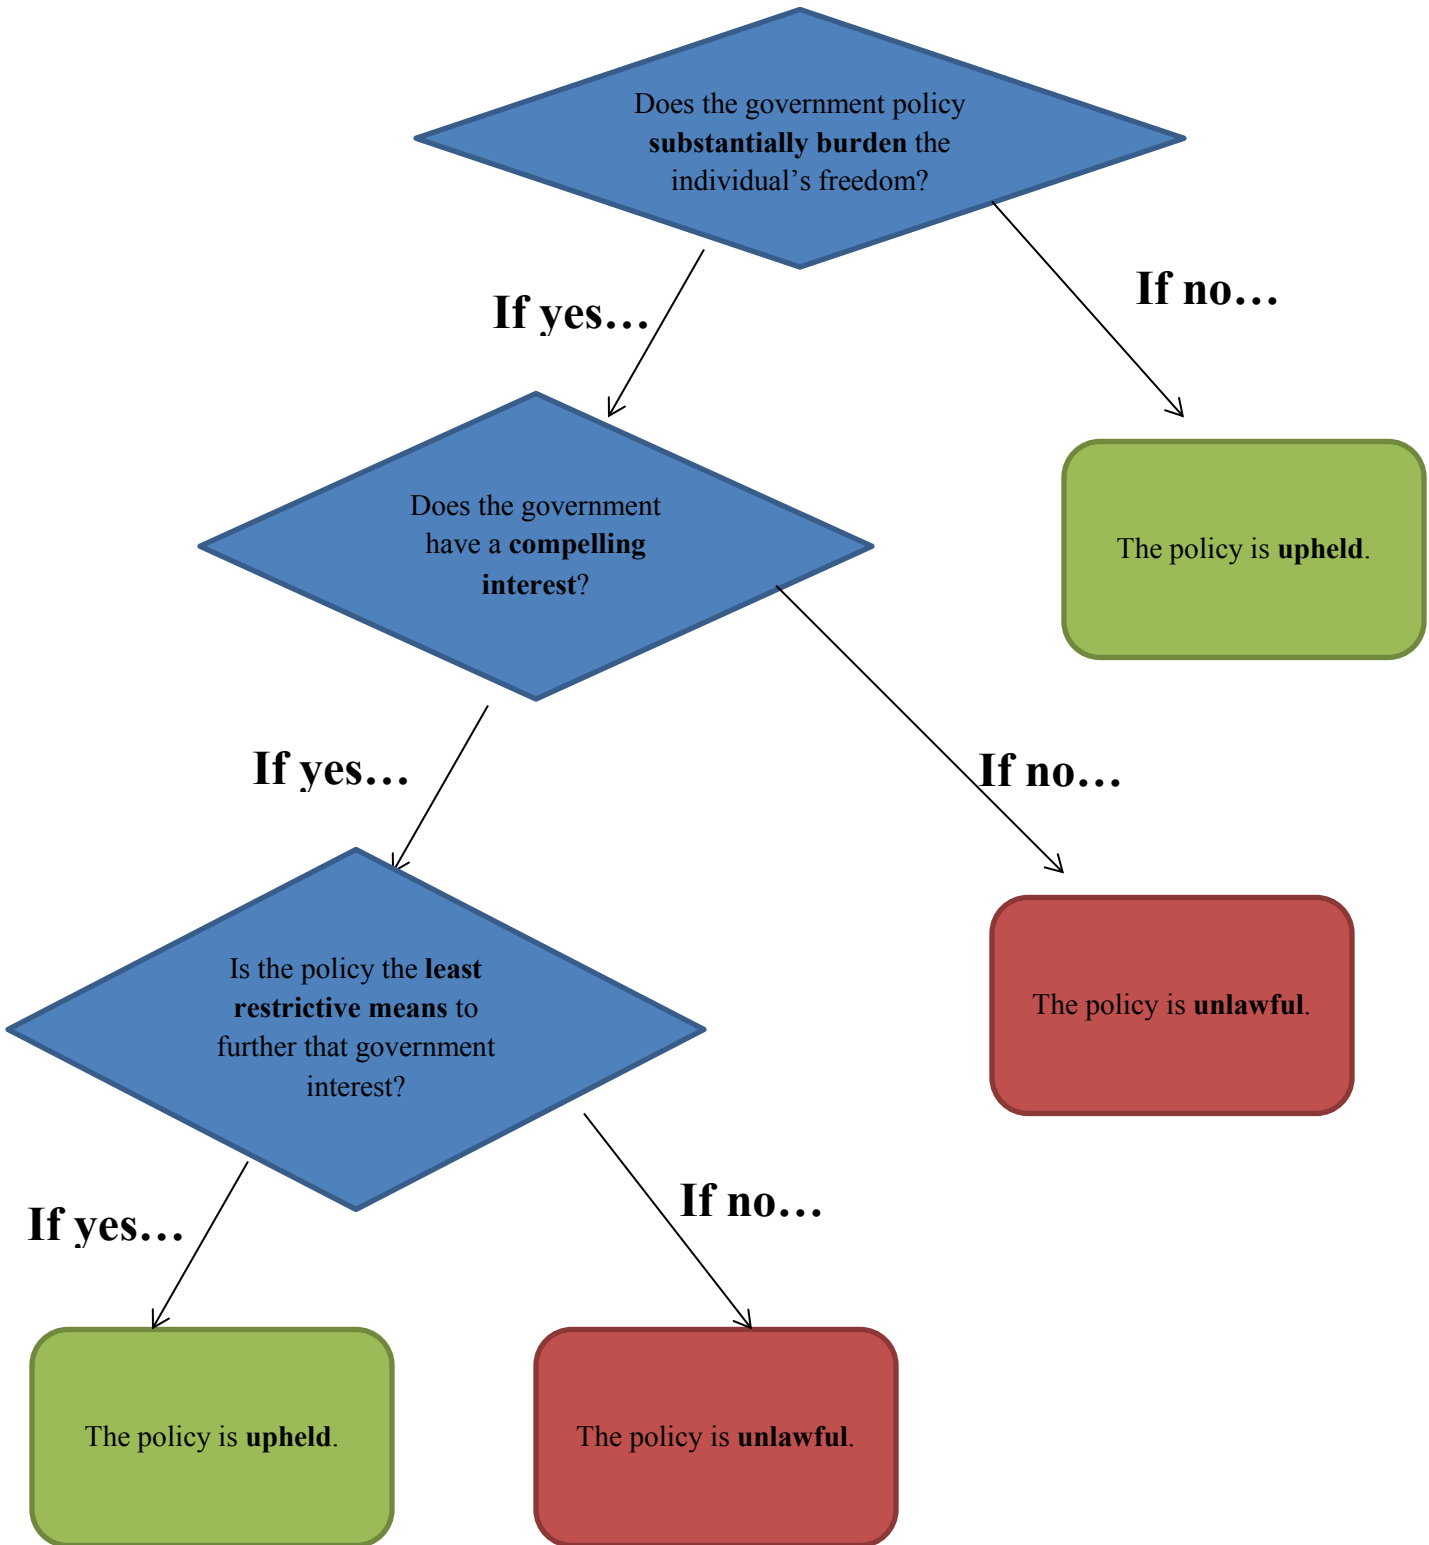 Does the government policy
substantially burden the
individual’s freedom?
If yes…
If no…
Does the government
have a compelling
interest?
The policy is upheld.
If yes…
If no…
Is the policy the least
restrictive means to
further that government
interest?
The policy is unlawful.
If yes…
If no…
The policy is upheld.
The policy is unlawful.